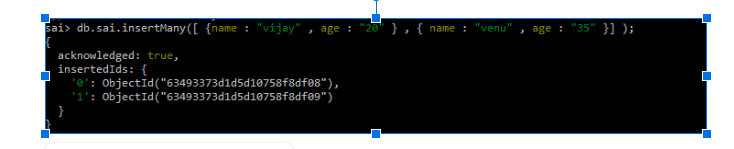 sai> db.sai.insertMany([ {name : "vijay" , age : "20" } , { name : "venu" , age : "35" }] );
{
  acknowledged: true,
  insertedIds: {
    '0': ObjectId("63493373d1d5d10758f8df08"),
    '1': ObjectId("63493373d1d5d10758f8df09")
  }
}